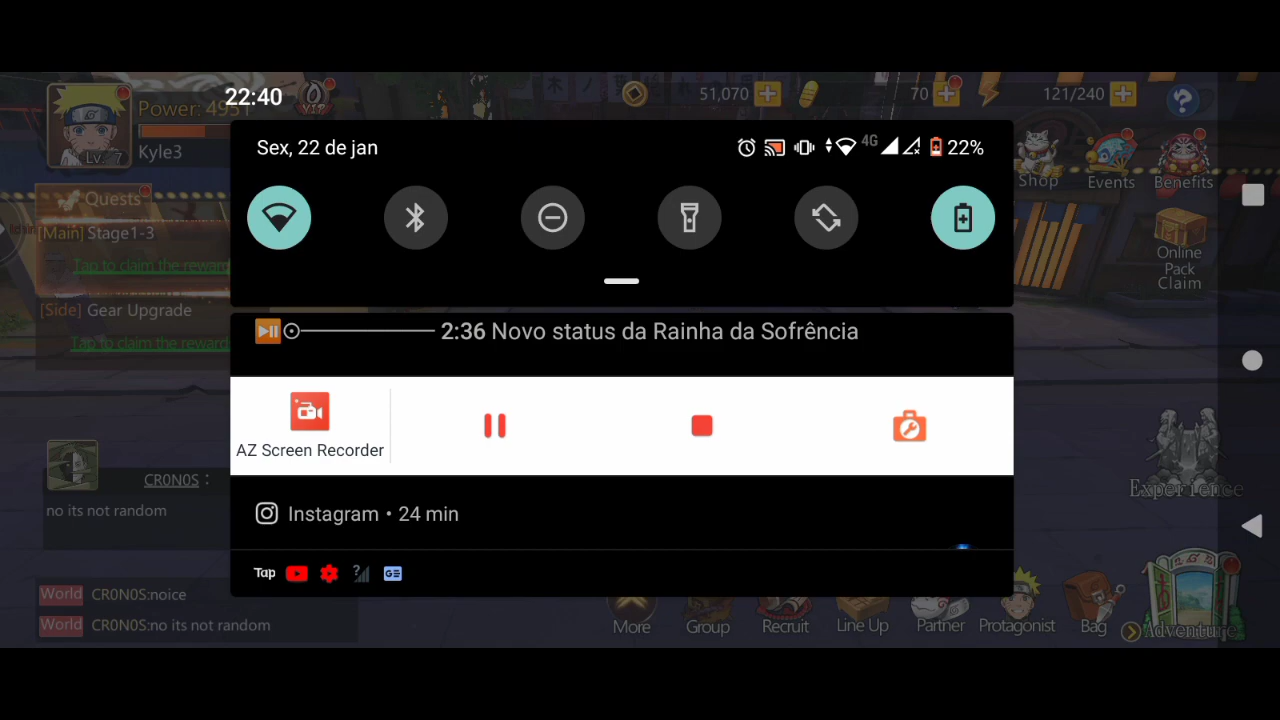 22:40
Power: 4951
VIP
51,070
70
121/240
?
Lv. 7
Kyle3
Sex, 22 de jan
4G
22%
Shop
Events
Benefits
Quests
[Main] Stage1-3
Tap to claim the reward
[Side] Gear Upgrade
Tap to claim the reward
Online
Pack
Claim
2:36 Novo status da Rainha da Sofrência
AZ Screen Recorder
CR0N0S :
no its not random
Experience
Instagram • 24 min
Tap
GE
World CR0N0S:noice
World CR0N0S:no its not random
More
Group
Recruit
Line Up
Partner
Protagonist
Bag
Adventure